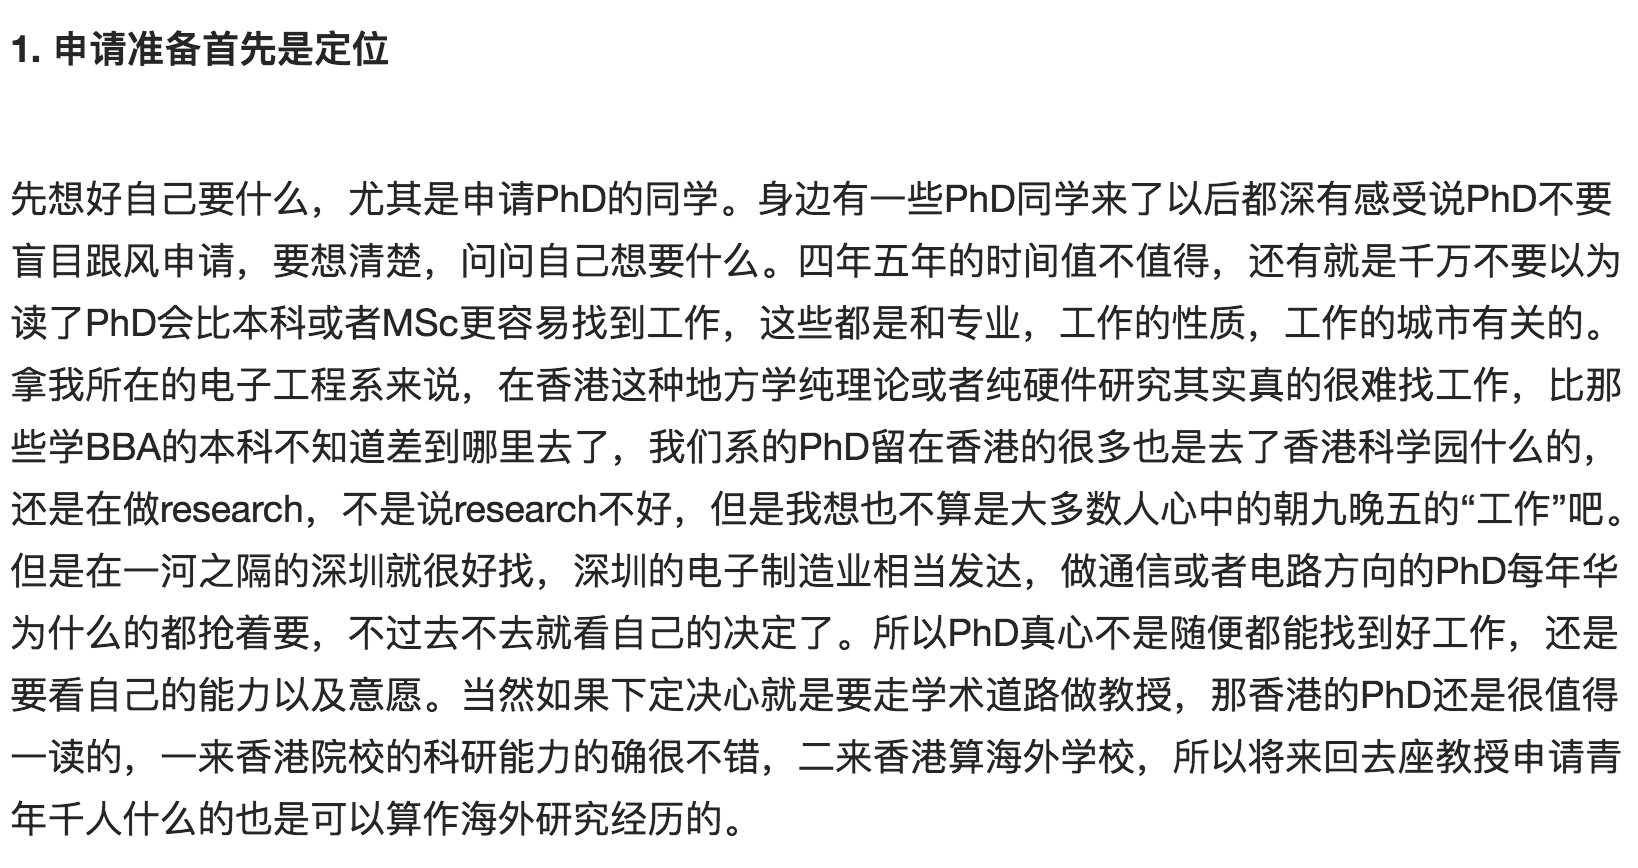 1. 申请准备首先是定位
先想好自己要什么，尤其是申请PhD的同学。身边有一些PhD同学来了以后都深有感受说PhD不要
盲目跟风申请，要想清楚，问问自己想要什么。四年五年的时间值不值得，还有就是千万不要以为
读了PhD会比本科或者MSc更容易找到工作，这些都是和专业，工作的性质，工作的城市有关的。
拿我所在的电子工程系来说，在香港这种地方学纯理论或者纯硬件研究其实真的很难找工作，比那
些学BBA的本科不知道差到哪里去了，我们系的PhD留在香港的很多也是去了香港科学园什么的，
还是在做research，不是说research不好，但是我想也不算是大多数人心中的朝九晚五的“工作”吧。
但是在一河之隔的深圳就很好找，深圳的电子制造业相当发达，做通信或者电路方向的PhD每年华
为什么的都抢着要，不过去不去就看自己的决定了。所以PhD真心不是随便都能找到好工作，还是
要看自己的能力以及意愿。当然如果下定决心就是要走学术道路做教授，那香港的PhD还是很值得
一读的，一来香港院校的科研能力的确很不错，二来香港算海外学校，所以将来回去座教授申请青
年千人什么的也是可以算作海外研究经历的。